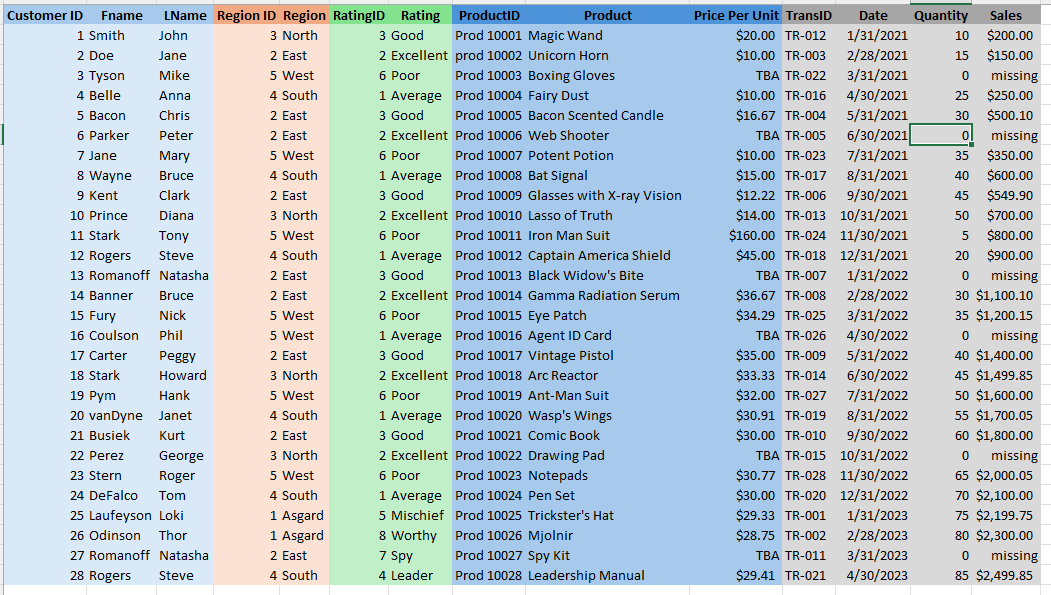 Customer ID Fname LName Region ID Region RatingID Rating ProductID Product Price Per Unit TransID Date Quantity Sales
1 Smith John 3 North 3 Good Prod 10001 Magic Wand $20.00 TR-012 1/31/2021 10 $200.00
2 Doe Jane 2 East 2 Excellent prod 10002 Unicorn Horn $10.00 TR-003 2/28/2021 15 $150.00
3 Tyson Mike 5 West 6 Poor Prod 10003 Boxing Gloves TBA TR-022 3/31/2021 0 missing
4 Belle Anna 4 South 1 Average Prod 10004 Fairy Dust $10.00 TR-016 4/30/2021 25 $250.00
5 Bacon Chris 2 East 3 Good Prod 10005 Bacon Scented Candle $16.67 TR-004 5/31/2021 30 $500.10
6 Parker Peter 2 East 2 Excellent Prod 10006 Web Shooter TBA TR-005 6/30/2021 0 missing
7 Jane Mary 5 West 6 Poor Prod 10007 Potent Potion $10.00 TR-023 7/31/2021 35 $350.00
8 Wayne Bruce 4 South 1 Average Prod 10008 Bat Signal $15.00 TR-017 8/31/2021 40 $600.00
9 Kent Clark 2 East 3 Good Prod 10009 Glasses with X-ray Vision $12.22 TR-006 9/30/2021 45 $549.90
10 Prince Diana 3 North 2 Excellent Prod 10010 Lasso of Truth $14.00 TR-013 10/31/2021 50 $700.00
11 Stark Tony 5 West 6 Poor Prod 10011 Iron Man Suit $160.00 TR-024 11/30/2021 5 $800.00
12 Rogers Steve 4 South 1 Average Prod 10012 Captain America Shield $45.00 TR-018 12/31/2021 20 $900.00
13 Romanoff Natasha 2 East 3 Good Prod 10013 Black Widow's Bite TBA TR-007 1/31/2022 0 missing
14 Banner Bruce 2 East 2 Excellent Prod 10014 Gamma Radiation Serum $36.67 TR-008 2/28/2022 30 $1,100.10
15 Fury Nick 5 West 6 Poor Prod 10015 Eye Patch $34.29 TR-025 3/31/2022 35 $1,200.15
16 Coulson Phil 5 West 1 Average Prod 10016 Agent ID Card TBA TR-026 4/30/2022 0 missing
17 Carter Peggy 2 East 3 Good Prod 10017 Vintage Pistol $35.00 TR-009 5/31/2022 40 $1,400.00
18 Stark Howard 3 North 2 Excellent Prod 10018 Arc Reactor $33.33 TR-014 6/30/2022 45 $1,499.85
19 Pym Hank 5 West 6 Poor Prod 10019 Ant-Man Suit $32.00 TR-027 7/31/2022 50 $1,600.00
20 vanDyne Janet 4 South 1 Average Prod 10020 Wasp's Wings $30.91 TR-019 8/31/2022 55 $1,700.05
21 Busiek Kurt 2 East 3 Good Prod 10021 Comic Book $30.00 TR-010 9/30/2022 60 $1,800.00
22 Perez George 3 North 2 Excellent Prod 10022 Drawing Pad TBA TR-015 10/31/2022 0 missing
23 Stern Roger 5 West 6 Poor Prod 10023 Notepads $30.77 TR-028 11/30/2022 65 $2,000.05
24 DeFalco Tom 4 South 1 Average Prod 10024 Pen Set $30.00 TR-020 12/31/2022 70 $2,100.00
25 Laufeyson Loki 1 Asgard 5 Mischief Prod 10025 Trickster's Hat $29.33 TR-001 1/31/2023 75 $2,199.75
26 Odinson Thor 1 Asgard 8 Worthy Prod 10026 Mjolnir $28.75 TR-002 2/28/2023 80 $2,300.00
27 Romanoff Natasha 2 East 7 Spy Prod 10027 Spy Kit TBA TR-011 3/31/2023 0 missing
28 Rogers Steve 4 South 4 Leader Prod 10028 Leadership Manual $29.41 TR-021 4/30/2023 85 $2,499.85